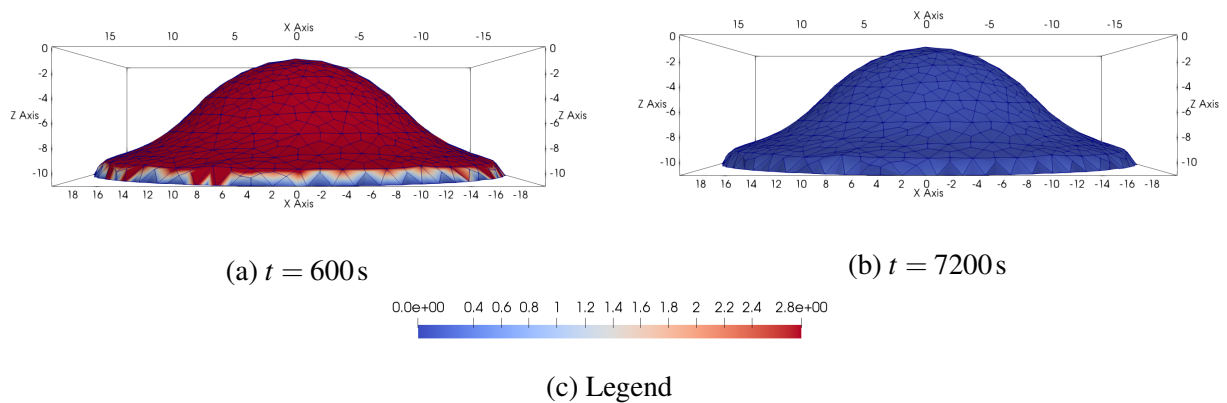 X Axis
15 10 5 0 -5 -10 -15
0 0
-2 -2
-4 -4
Z Axis Z Axis
-6 -6
-8 -8
-10 -10
18 16 14 12 10 8 6 4 2 0 -2 -4 -6 -8 -10 -12 -14 -16 -18
X Axis
(a) t = 600 s
X Axis
15 10 5 0 -5 -10 -15
0 0
-2 -2
-4 -4
Z Axis Z Axis
-6 -6
-8 -8
-10 -10
18 16 14 12 10 8 6 4 2 0 -2 -4 -6 -8 -10 -12 -14 -16 -18
X Axis
(b) t = 7200 s
0.0e+00 0.4 0.6 0.8 1 1.2 1.4 1.6 1.8 2 2.2 2.4 2.8e+00
(c) Legend